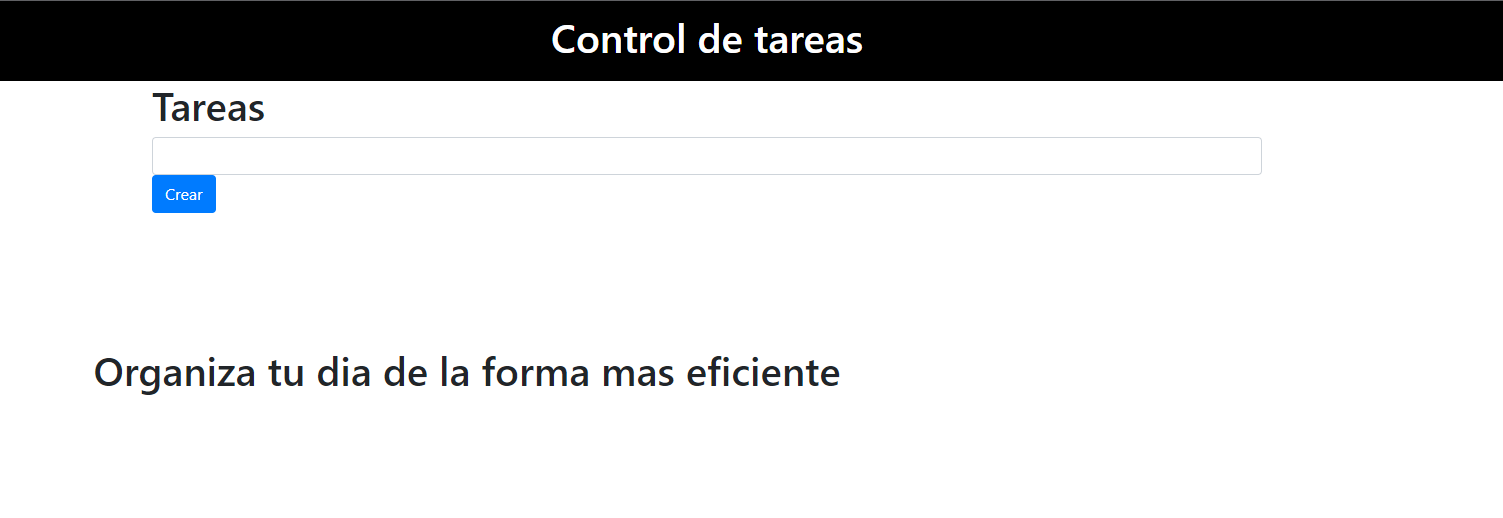 Control de tareas
Tareas
Crear
Organiza tu dia de la forma mas eficiente